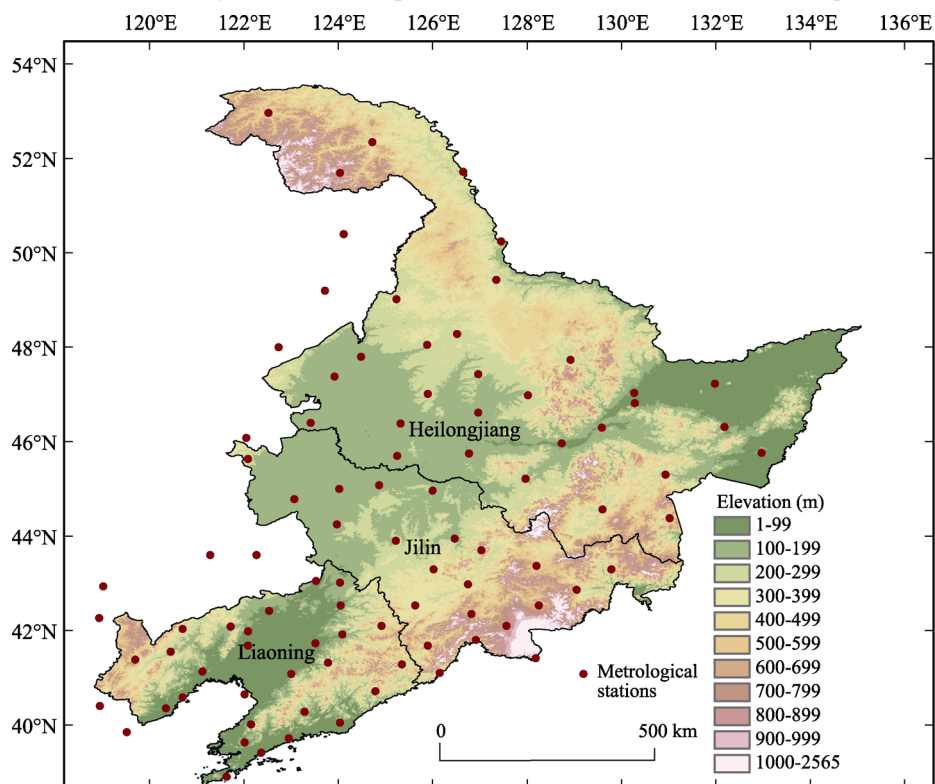 120°E 122°E 124°E 126°E 128°E 130°E 132°E 134°E 136°E
54°N
52°N
50°N
48°N
46°N
44°N
42°N
40°N
Heilongjiang
Jilin
Liaoning
Elevation (m)
1-99
100-199
200-299
300-399
400-499
500-599
600-699
700-799
800-899
900-999
1000-2565
Metrological
stations
0 500 km